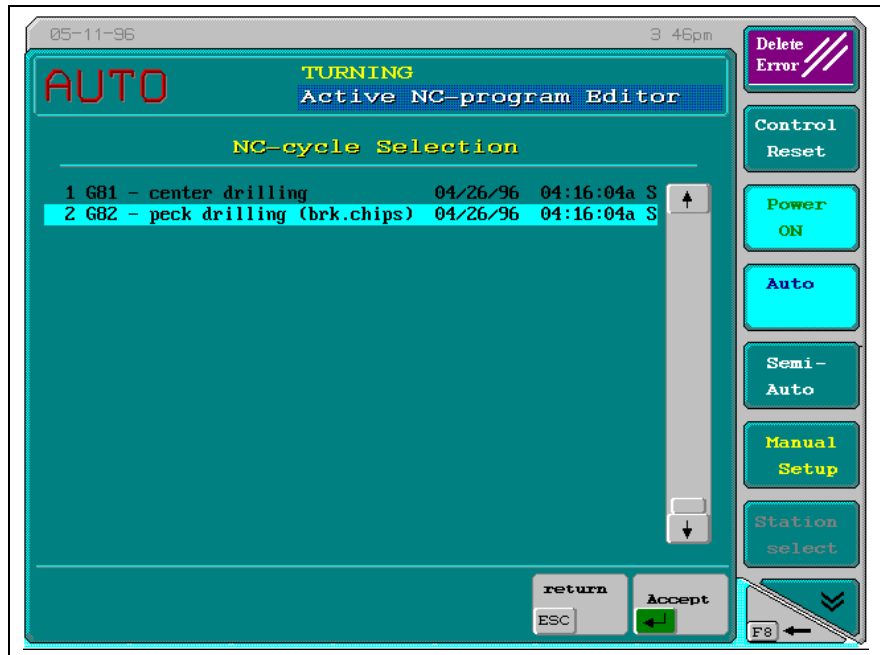 05-11-96 3 46pm
AUTO
TURNING
Active NC-program Editor
NC-cycle Selection
1 G81 - center drilling 04/26/96 04:16:04a S
2 G82 - peck drilling (brk.chips) 04/26/96 04:16:04a S
return
ESC
Accept
Delete
Error
Control
Reset
Power
ON
Auto
Semi-
Auto
Manual
Setup
Station
select
F8